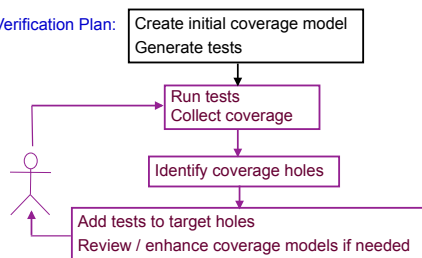 Verification Plan:
Create initial coverage model
Generate tests
Run tests
Collect coverage
Identify coverage holes
Add tests to target holes
Review / enhance coverage models if needed